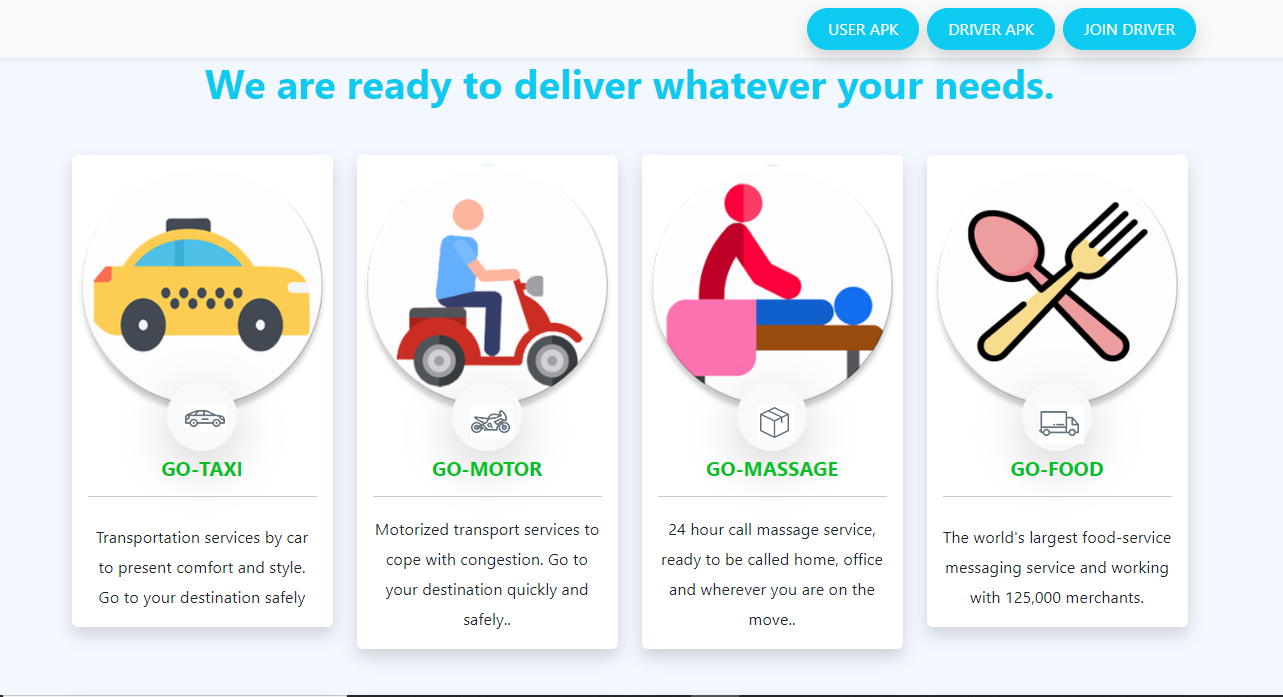 USER APK
DRIVER APK
JOIN DRIVER
We are ready to deliver whatever your needs.
GO-TAXI
Transportation services by car
to present comfort and style.
Go to your destination safely
GO-MOTOR
Motorized transport services to
cope with congestion. Go to
your destination quickly and
safely..
GO-MASSAGE
24 hour call massage service,
ready to be called home, office
and wherever you are on the
move..
GO-FOOD
The world's largest food-service
messaging service and working
with 125,000 merchants.